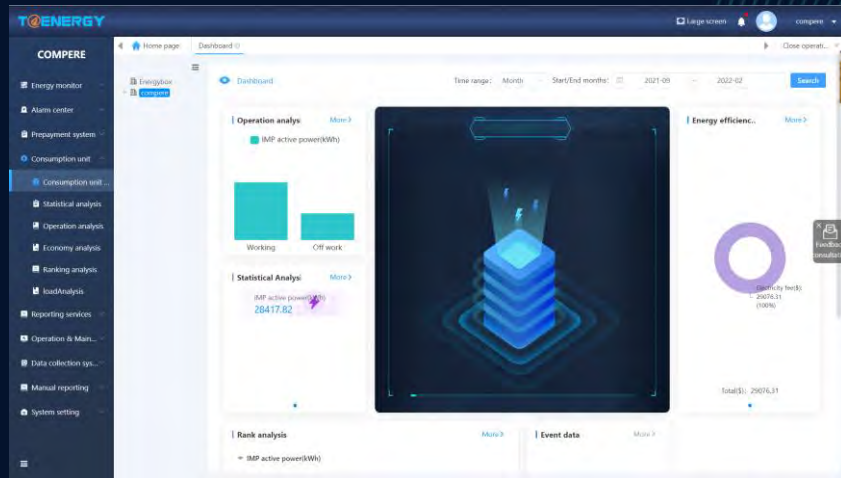 T@ENERGY
Large screen
compere
COMPERE
Home page
Dashboard
Close operati...
Energy monitor
Alarm center
Prepayment system
Consumption unit
Consumption unit ...
Statistical analysis
Operation analysis
Economy analysis
Ranking analysis
loadAnalysis
Reporting services
Operation & Main...
Data collection sys...
Manual reporting
System setting
Energybox
compere
Dashboard
Time range: Month
Start/End months: 2021-09 - 2022-02
Search
Operation analys
More >
IMP active power(kWh)
Working
Off work
Statistical Analys
More >
IMP active power(kWh)
28417.82
Energy efficienc..
More >
Electricity fee($)
29076.31
(100%)
Total($): 29076.31
Feedback
consultati
Rank analysis
More >
IMP active power(kWh)
Event data
More >